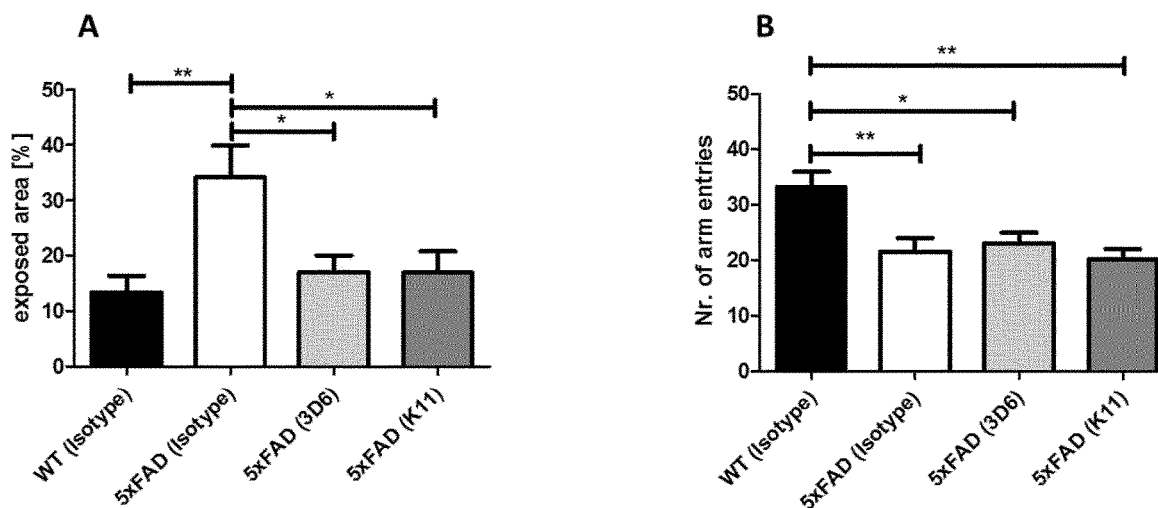 A
exposed area [%]
50
40
30
20
10
0
**
*
*
WT (Isotype)
5xFAD (Isotype)
5xFAD (3D6)
5xFAD (K11)
B
Nr. of arm entries
50
40
30
20
10
0
**
*
**
WT (Isotype)
5xFAD (Isotype)
5xFAD (3D6)
5xFAD (K11)